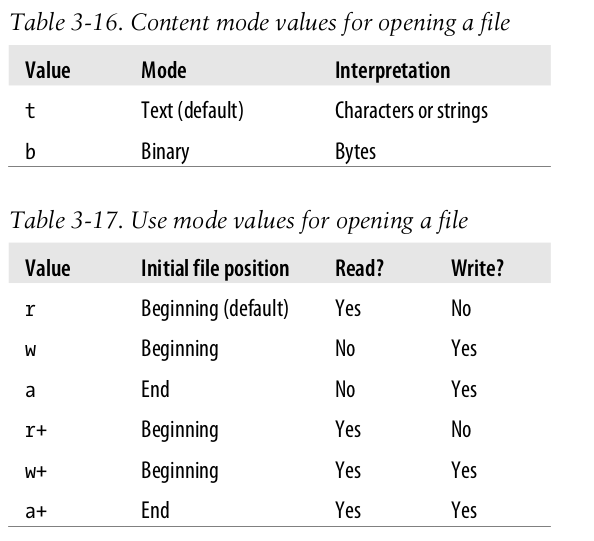 Table 3-16. Content mode values for opening a file
Value Mode Interpretation
t Text (default) Characters or strings
b Binary Bytes
Table 3-17. Use mode values for opening a file
Value Initial file position Read? Write?
r Beginning (default) Yes No
w Beginning No Yes
a End No Yes
r+ Beginning Yes No
w+ Beginning Yes Yes
a+ End Yes Yes